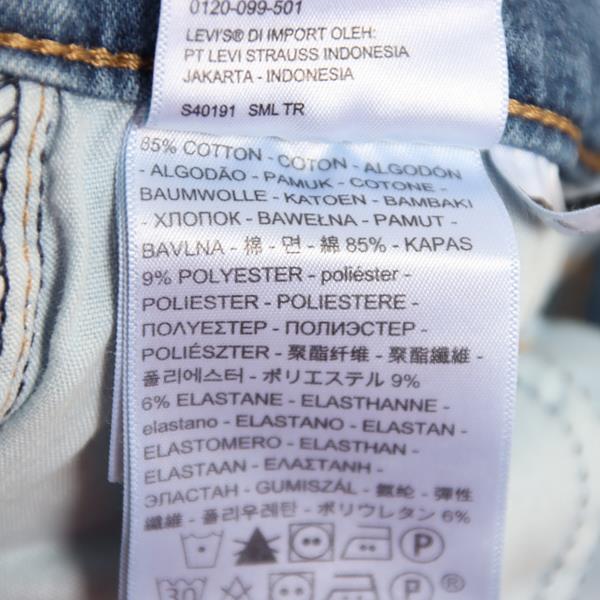 0120-099-501
LEVI'S® DI IMPORT OLEH:
PT LEVI STRAUSS INDONESIA
JAKARTA - INDONESIA
S40191 SML TR
85% COTTON - COTON - ALGODÓN
- ALGODÃO - PAMUK - COTONE -
BAUMWOLLE - KATOEN - BAMBAKI
- ХЛОПОК - BAWEŁNA - PAMUT -
BAVLNA - 棉 - 면 - 綿 85% - KAPAS
9% POLYESTER - poliéster -
POLIESTER - POLIESTERE -
ΠΟΛΥΕΣΤΕΡ - ПОЛИЭСТЕР -
POLIÉSZTER - 聚酯纤维 - 聚酯纖維 -
폴리에스터 - ポリエステル 9%
6% ELASTANE - ELASTHANNE -
elastano - ELASTANO - ELASTAN -
ELASTOMERO - ELASTHAN -
ELASTAAN - ΕΛΑΣΤΑΝΗ -
ЭЛАСТАН - GUMISZÁL - 氨纶 - 彈性
纖維 - 폴리우레탄 - ポリウレタン 6%
P
30 P ®